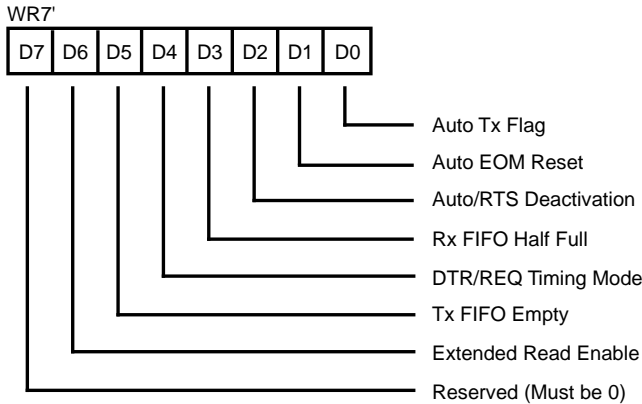 WR7'
D7 D6 D5 D4 D3 D2 D1 D0
Auto Tx Flag
Auto EOM Reset
Auto/RTS Deactivation
Rx FIFO Half Full
DTR/REQ Timing Mode
Tx FIFO Empty
Extended Read Enable
Reserved (Must be 0)